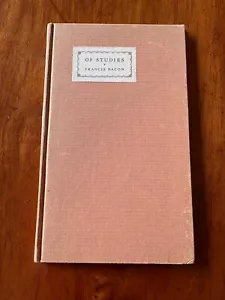 OF STUDIES
FRANCIS BACON